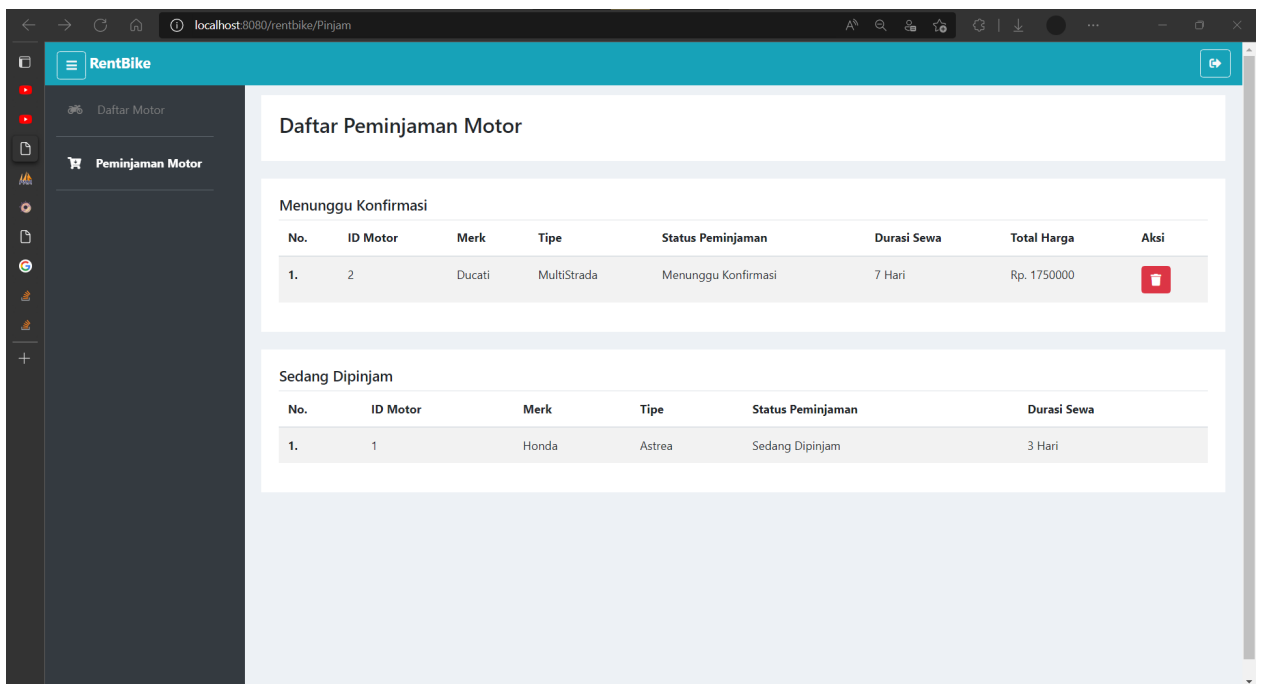 localhost:8080/rentbike/Pinjam
RentBike
Daftar Motor
Peminjaman Motor
Daftar Peminjaman Motor
Menunggu Konfirmasi
No. ID Motor Merk Tipe Status Peminjaman Durasi Sewa Total Harga Aksi
1. 2 Ducati MultiStrada Menunggu Konfirmasi 7 Hari Rp. 1750000
Sedang Dipinjam
No. ID Motor Merk Tipe Status Peminjaman Durasi Sewa
1. 1 Honda Astrea Sedang Dipinjam 3 Hari